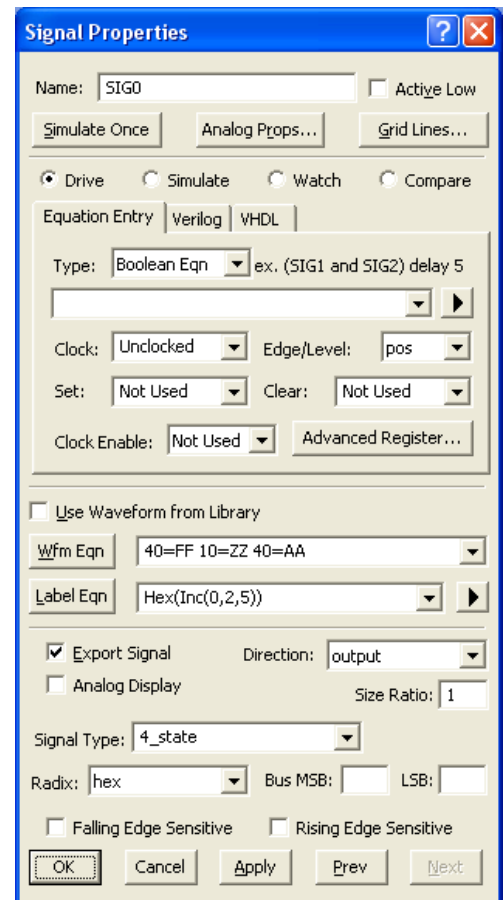 Signal Properties
Name: SIG0 Active Low
Simulate Once Analog Props... Grid Lines...
Drive Simulate Watch Compare
Equation Entry Verilog VHDL
Type: Boolean Eqn ex. (SIG1 and SIG2) delay 5
Clock: Unclocked Edge/Level: pos
Set: Not Used Clear: Not Used
Clock Enable: Not Used Advanced Register...
Use Waveform from Library
Wfm Eqn 40=FF 10=ZZ 40=AA
Label Eqn Hex(Inc(0,2,5))
Export Signal Direction: output
Analog Display Size Ratio: 1
Signal Type: 4_state
Radix: hex Bus MSB: LSB:
Falling Edge Sensitive Rising Edge Sensitive
OK Cancel Apply Prev Next